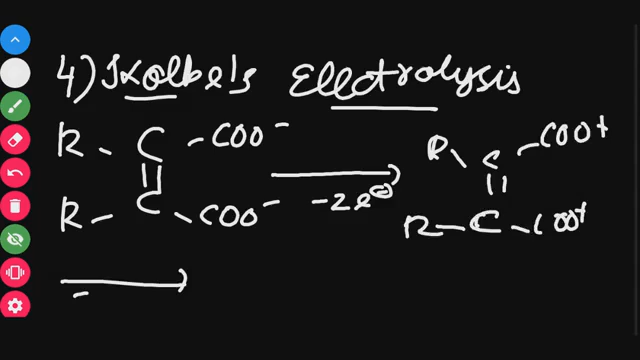 4) Kolbe's Electrolysis
R - C - COO⁻
R - C - COO⁻
-2e⊖
R - C - COO+
R - C - COO+